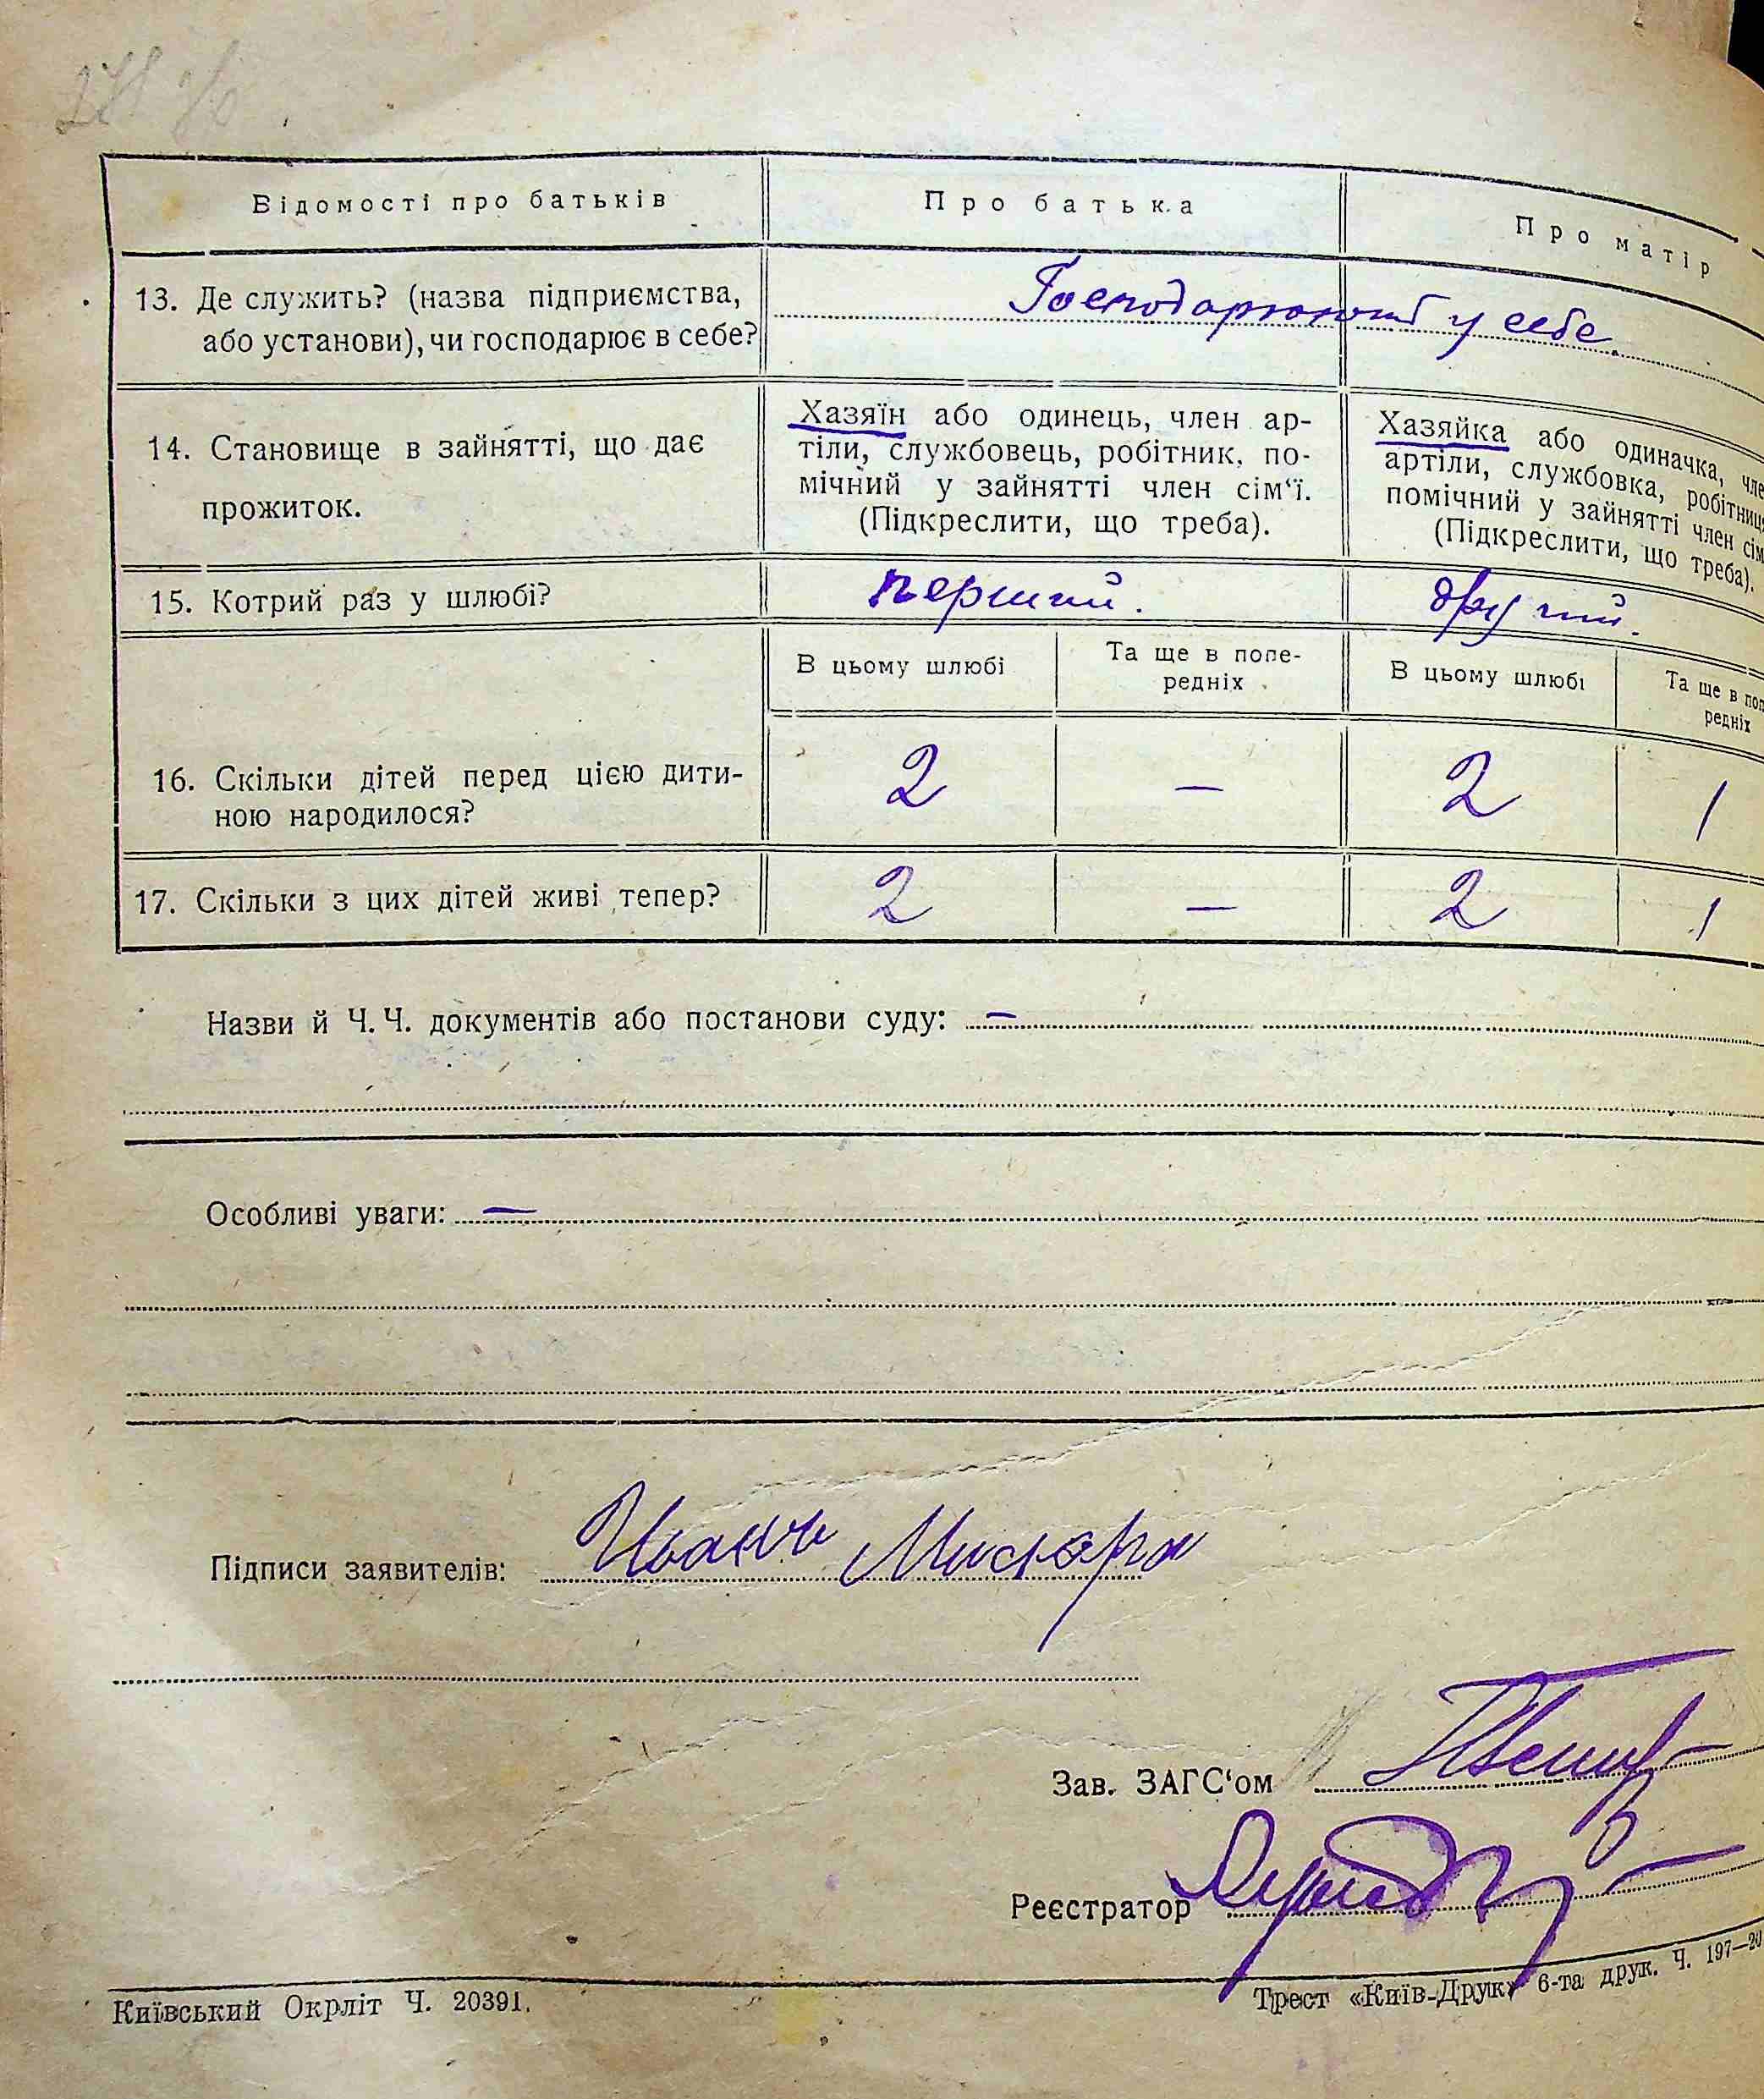 Відомості про батьків
Про батька
Про матір
13. Де служить? (назва підприємства,
або установи), чи господарює в себе?
Господарюють у себе.
14. Становище в зайнятті, що дає
прожиток.
Хазяїн або одинець, член ар-
тіли, службовець, робітник, по-
мічний у зайнятті член сім‘ї.
(Підкреслити, що треба).
Хазяйка або одиначка, чле
артіли, службовка, робітниц
помічний у зайнятті член сім
(Підкреслити, що треба).
15. Котрий раз у шлюбі?
перший.
другий.
В цьому шлюбі
Та ще в попе-
редніх
В цьому шлюбі
Та ще в поп
редніх
16. Скільки дітей перед цією дити-
ною народилося?
2
—
2
1
17. Скільки з цих дітей живі тепер?
2
—
2
1
Назви й Ч. Ч. документів або постанови суду: —
Особливі уваги: —
Підписи заявителів: Иванъ
Зав. ЗАГС‘ом
Реєстратор
Київський Окрліт Ч. 20391.
Трест «Київ-Друк» 6-та друк. Ч. 197—20